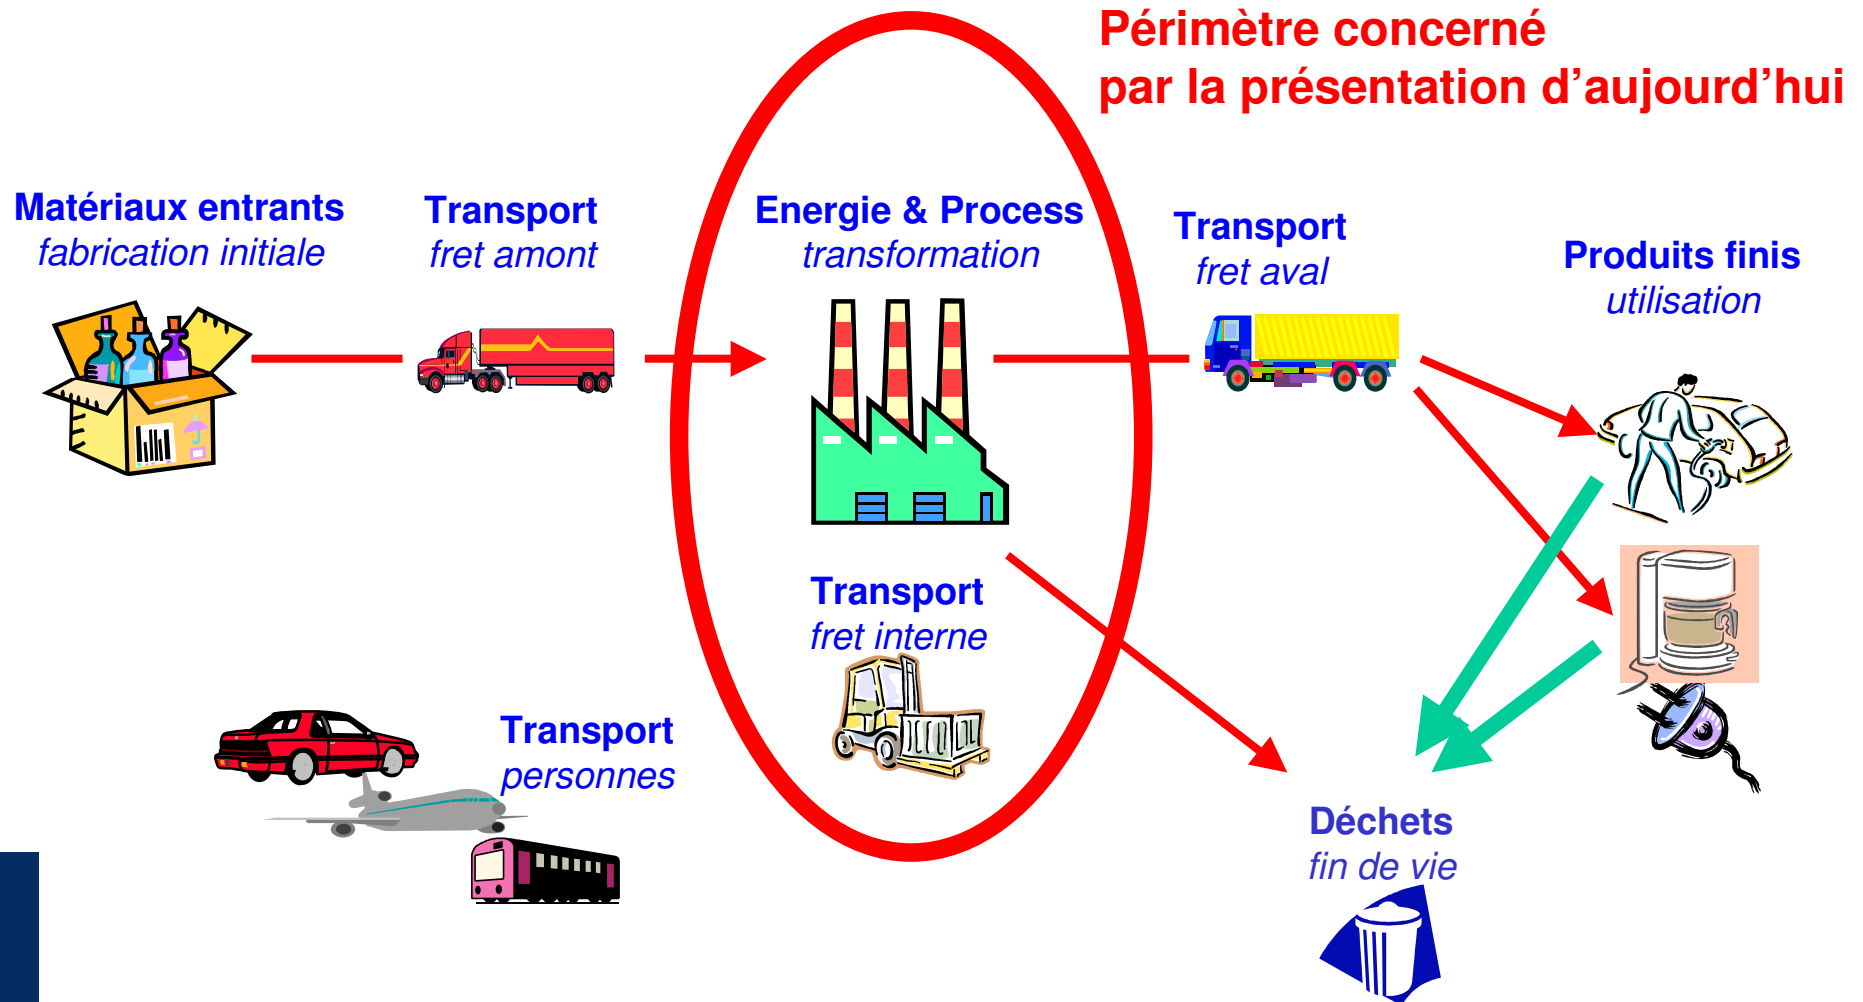 Périmètre concerné
par la présentation d'aujourd'hui
Matériaux entrants
fabrication initiale
Transport
fret amont
Energie & Process
transformation
Transport
fret aval
Produits finis
utilisation
Transport
fret interne
Transport
personnes
Déchets
fin de vie